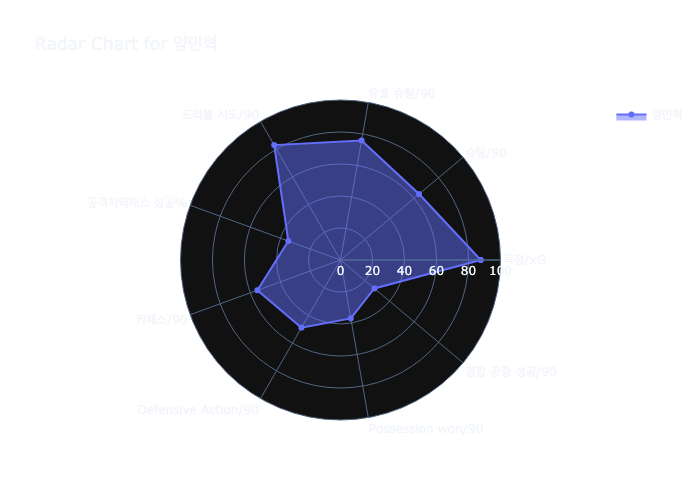 Radar Chart for 양민혁
유효 슈팅/90
드리블 시도/90
양민혁
슈팅/90
공격지역패스 성공%
득점/xG
0 20 40 60 80 100
키패스/90
경합 공중 성공/90
Defensive Action/90
Possession won/90